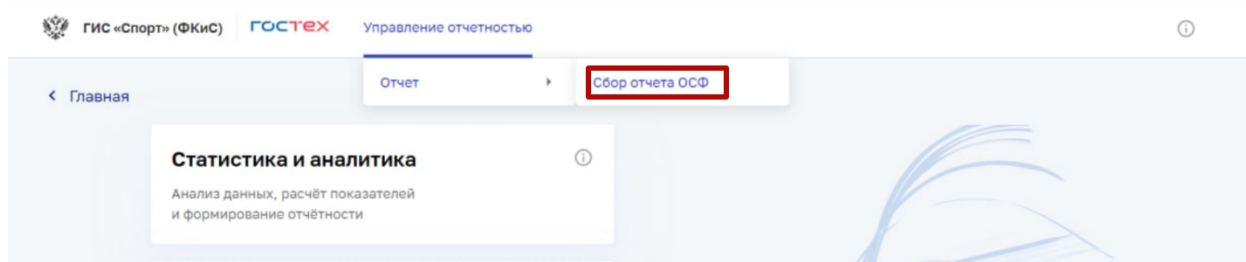 ГИС «Спорт» (ФКиС) ГОСТЕХ Управление отчетностью
Отчет Сбор отчета ОСФ
Главная
Статистика и аналитика
Анализ данных, расчёт показателей
и формирование отчётности